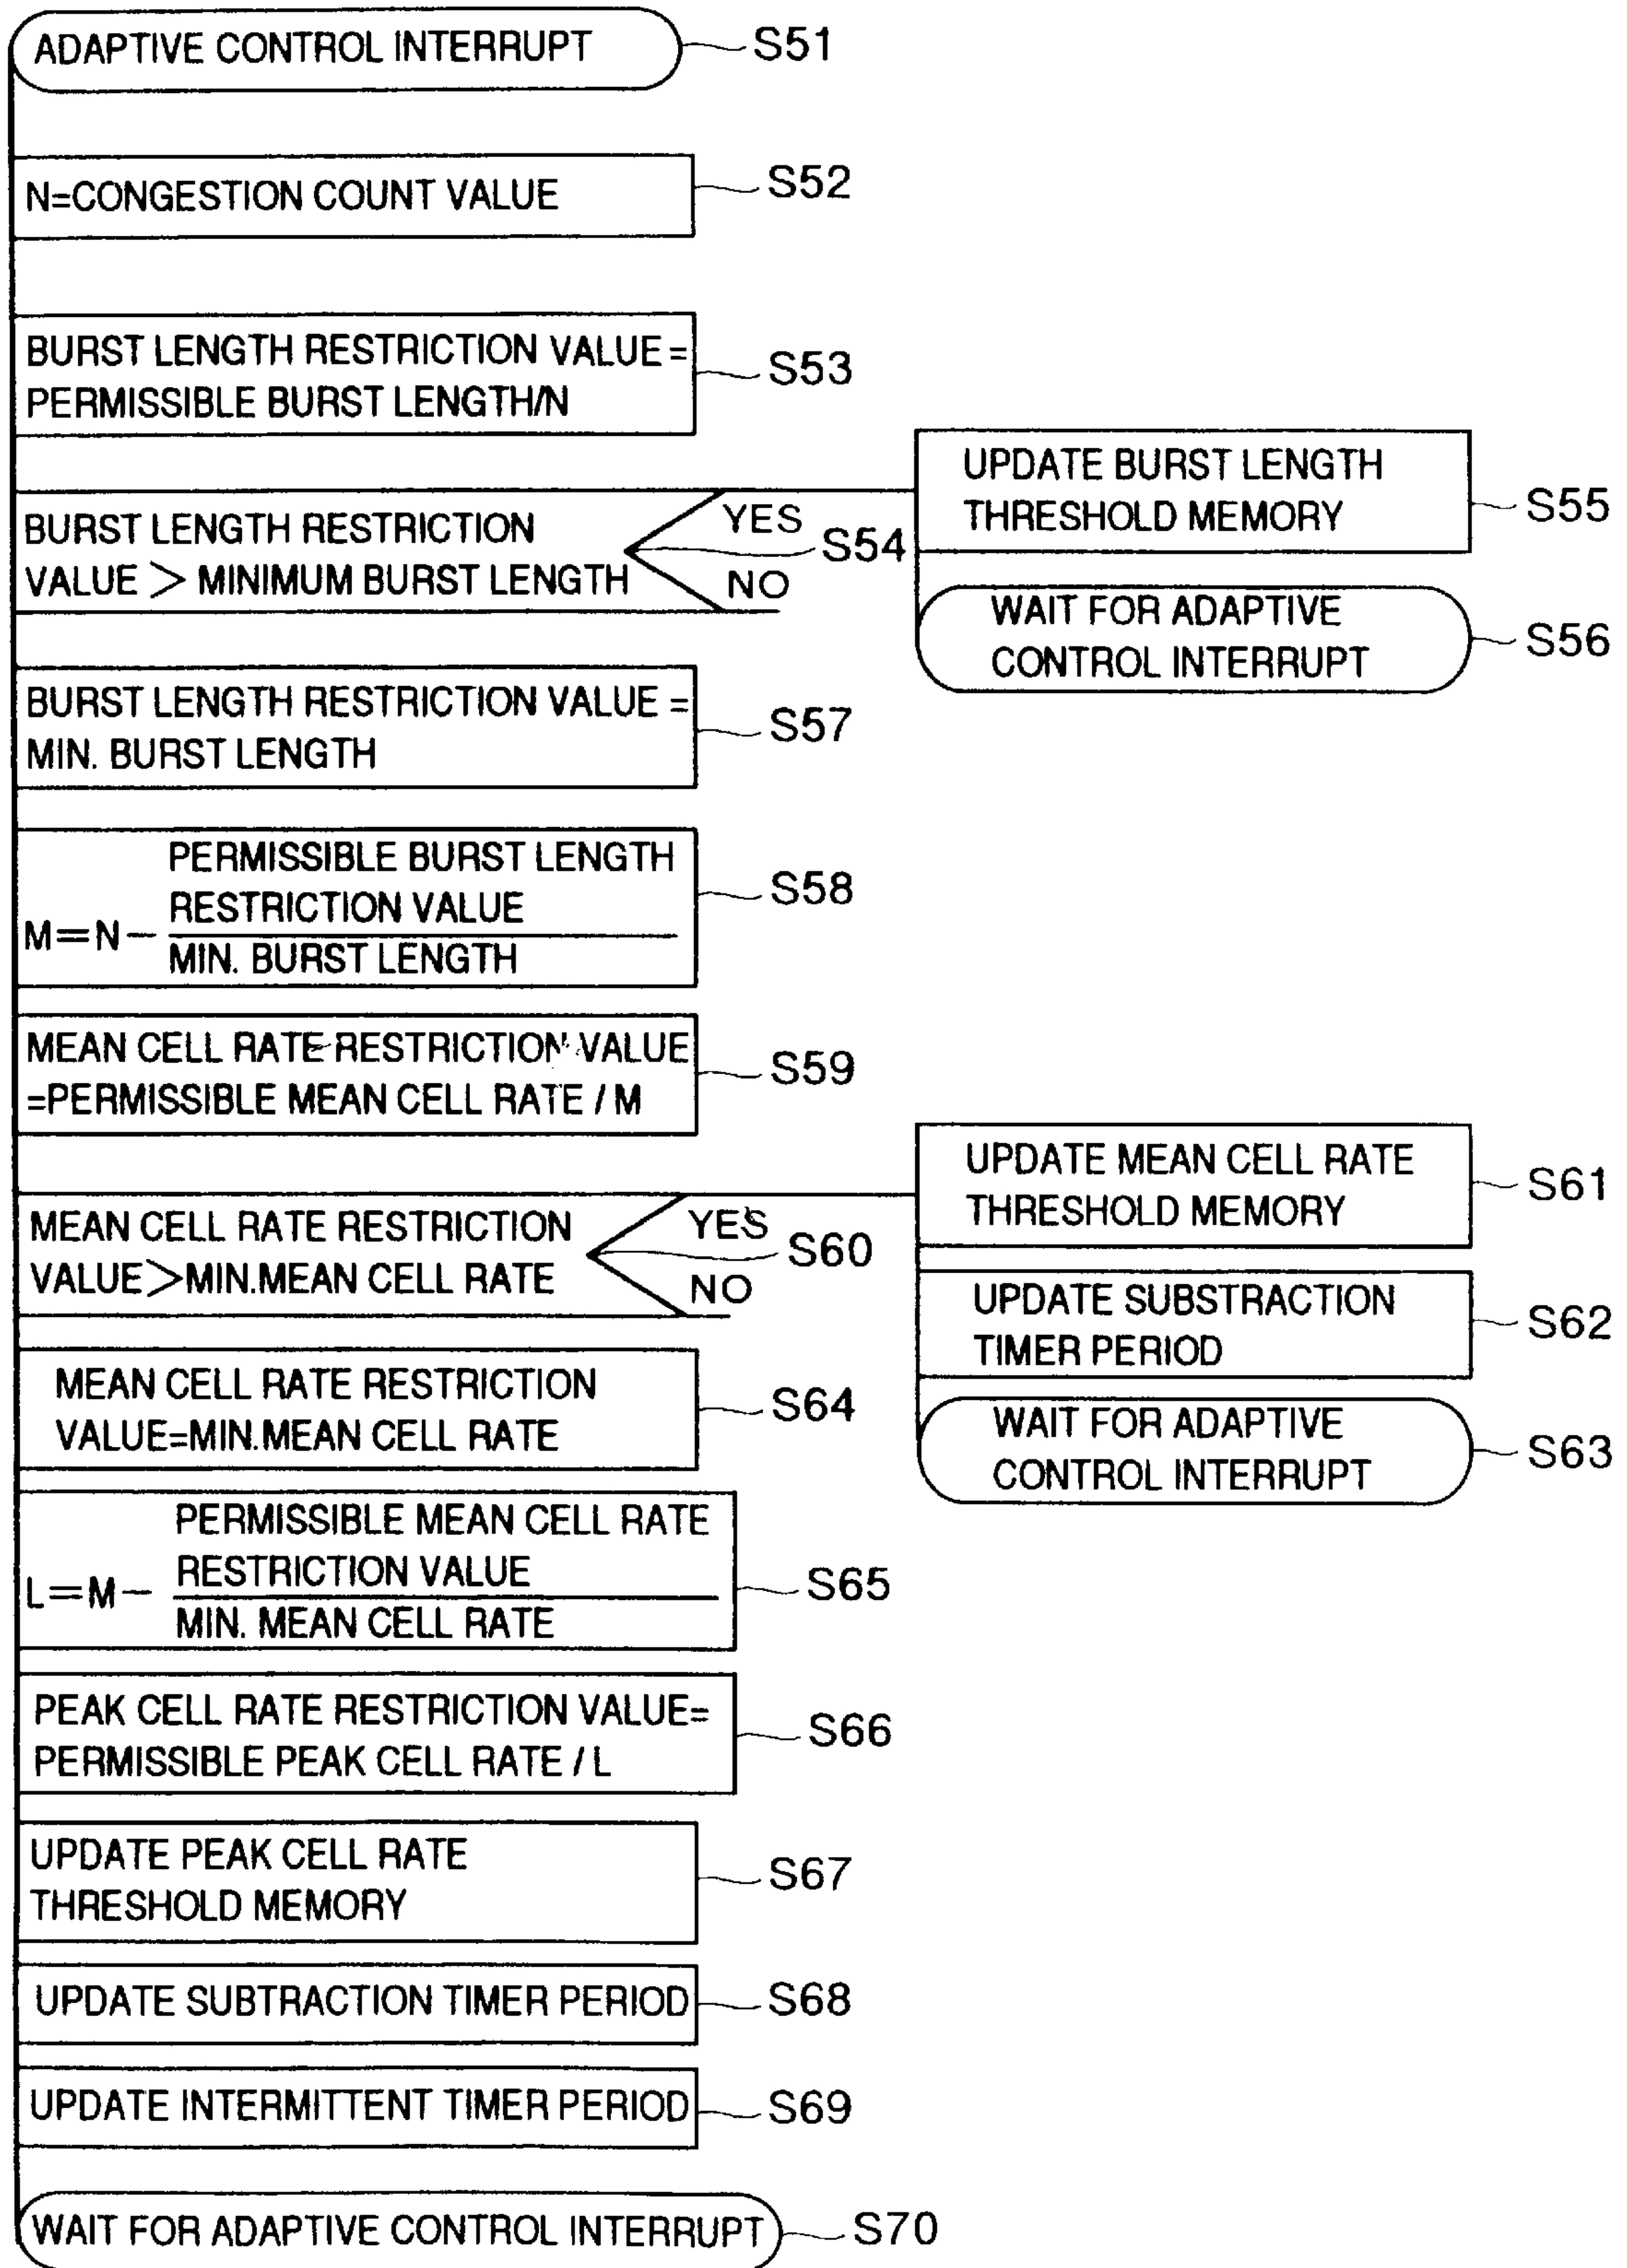 ADAPTIVE CONTROL INTERRUPT
S51
N=CONGESTION COUNT VALUE
S52
BURST LENGTH RESTRICTION VALUE =
PERMISSIBLE BURST LENGTH/N
S53
BURST LENGTH RESTRICTION
VALUE > MINIMUM BURST LENGTH
YES
NO
S54
UPDATE BURST LENGTH
THRESHOLD MEMORY
S55
WAIT FOR ADAPTIVE
CONTROL INTERRUPT
S56
BURST LENGTH RESTRICTION VALUE =
MIN. BURST LENGTH
S57
PERMISSIBLE BURST LENGTH
RESTRICTION VALUE
M=N-
MIN. BURST LENGTH
S58
MEAN CELL RATE RESTRICTION VALUE
=PERMISSIBLE MEAN CELL RATE / M
S59
MEAN CELL RATE RESTRICTION
VALUE>MIN.MEAN CELL RATE
YES
NO
S60
UPDATE MEAN CELL RATE
THRESHOLD MEMORY
S61
UPDATE SUBSTRACTION
TIMER PERIOD
S62
WAIT FOR ADAPTIVE
CONTROL INTERRUPT
S63
MEAN CELL RATE RESTRICTION
VALUE=MIN.MEAN CELL RATE
S64
PERMISSIBLE MEAN CELL RATE
RESTRICTION VALUE
L=M-
MIN. MEAN CELL RATE
S65
PEAK CELL RATE RESTRICTION VALUE=
PERMISSIBLE PEAK CELL RATE / L
S66
UPDATE PEAK CELL RATE
THRESHOLD MEMORY
S67
UPDATE SUBTRACTION TIMER PERIOD
S68
UPDATE INTERMITTENT TIMER PERIOD
S69
WAIT FOR ADAPTIVE CONTROL INTERRUPT
S70